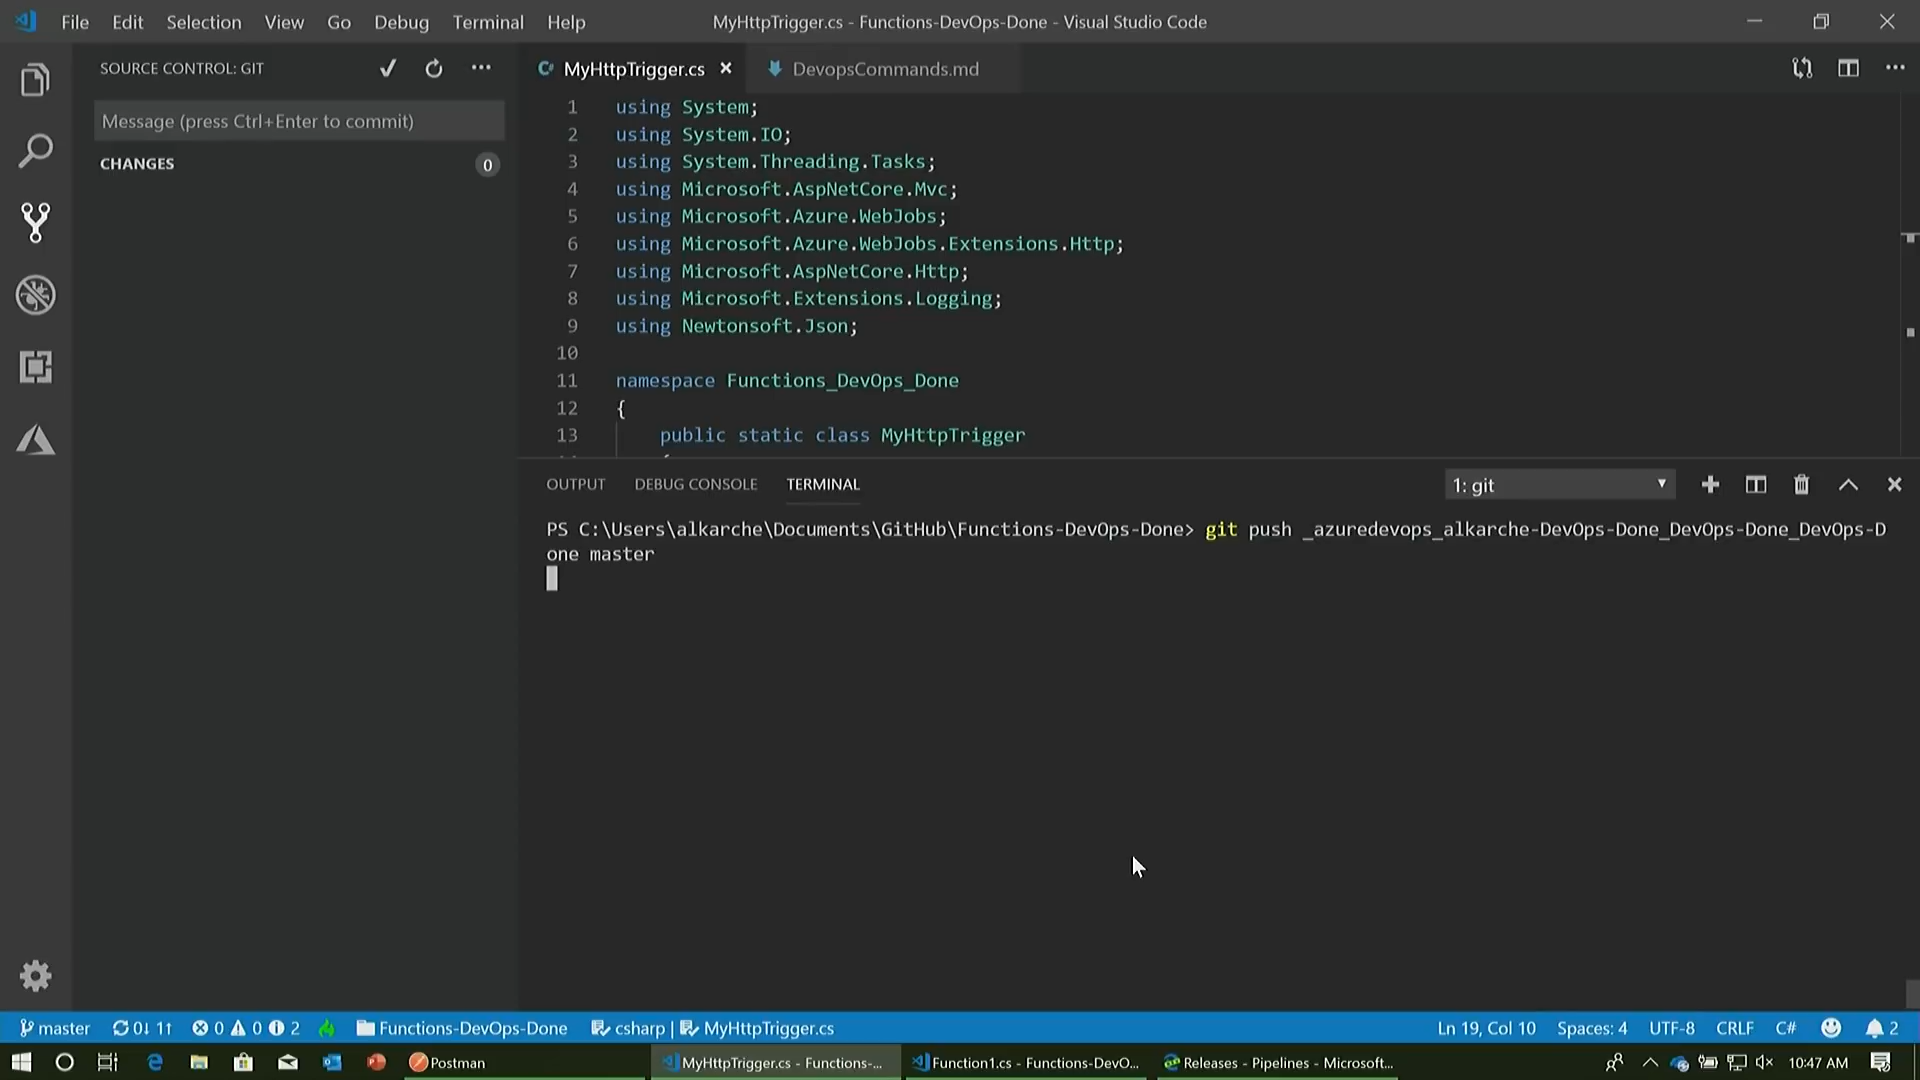 File Edit Selection View Go Debug Terminal Help
MyHttpTrigger.cs - Functions-DevOps-Done - Visual Studio Code
SOURCE CONTROL: GIT
Message (press Ctrl+Enter to commit)
CHANGES
0
MyHttpTrigger.cs
DevopsCommands.md
1 using System;
2 using System.IO;
3 using System.Threading.Tasks;
4 using Microsoft.AspNetCore.Mvc;
5 using Microsoft.Azure.WebJobs;
6 using Microsoft.Azure.WebJobs.Extensions.Http;
7 using Microsoft.AspNetCore.Http;
8 using Microsoft.Extensions.Logging;
9 using Newtonsoft.Json;
10
11 namespace Functions_DevOps_Done
12 {
13 public static class MyHttpTrigger
OUTPUT DEBUG CONSOLE TERMINAL
1: git
PS C:\Users\alkarche\Documents\GitHub\Functions-DevOps-Done> git push _azuredevops_alkarche-DevOps-Done_DevOps-Done_DevOps-D
one master
master 0↓ 1↑ 0 0 2 Functions-DevOps-Done csharp | MyHttpTrigger.cs
Ln 19, Col 10 Spaces: 4 UTF-8 CRLF C# 2
Postman
MyHttpTrigger.cs - Functions-...
Function1.cs - Functions-DevO...
Releases - Pipelines - Microsoft...
10:47 AM